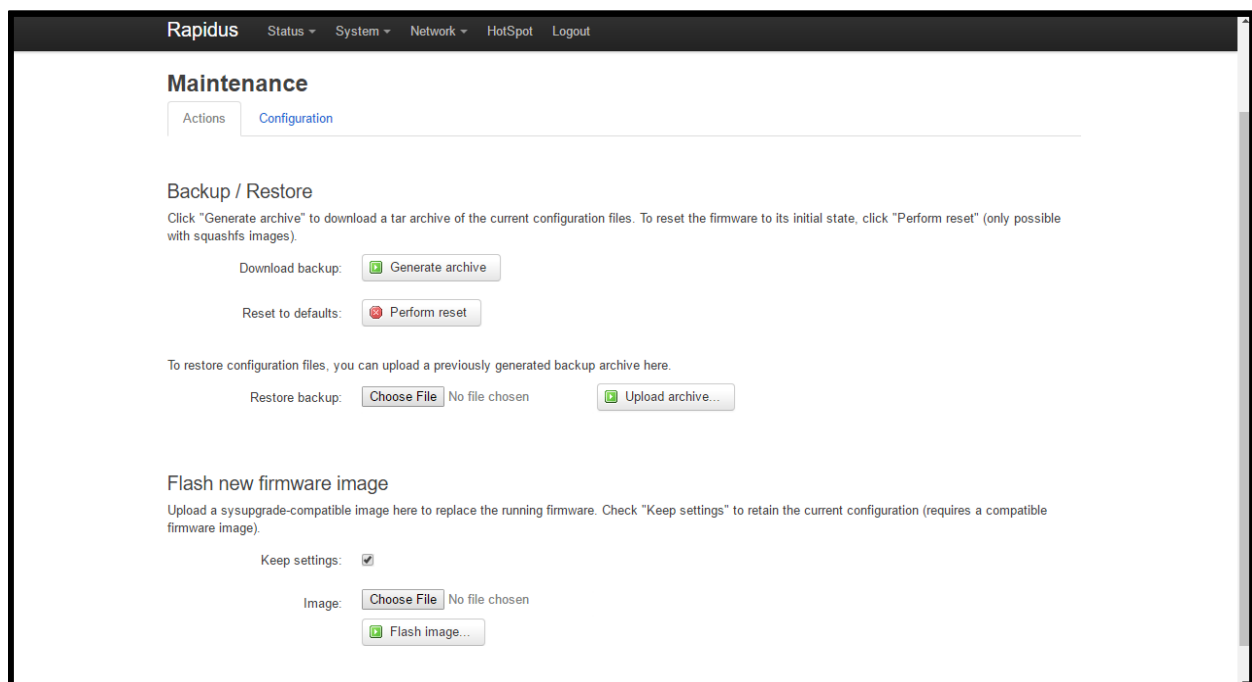 Rapidus Status System Network HotSpot Logout
Maintenance
Actions Configuration
Backup / Restore
Click "Generate archive" to download a tar archive of the current configuration files. To reset the firmware to its initial state, click "Perform reset" (only possible
with squashfs images).
Download backup: Generate archive
Reset to defaults: Perform reset
To restore configuration files, you can upload a previously generated backup archive here.
Restore backup: Choose File No file chosen Upload archive...
Flash new firmware image
Upload a sysupgrade-compatible image here to replace the running firmware. Check "Keep settings" to retain the current configuration (requires a compatible
firmware image).
Keep settings:
Image: Choose File No file chosen
Flash image...